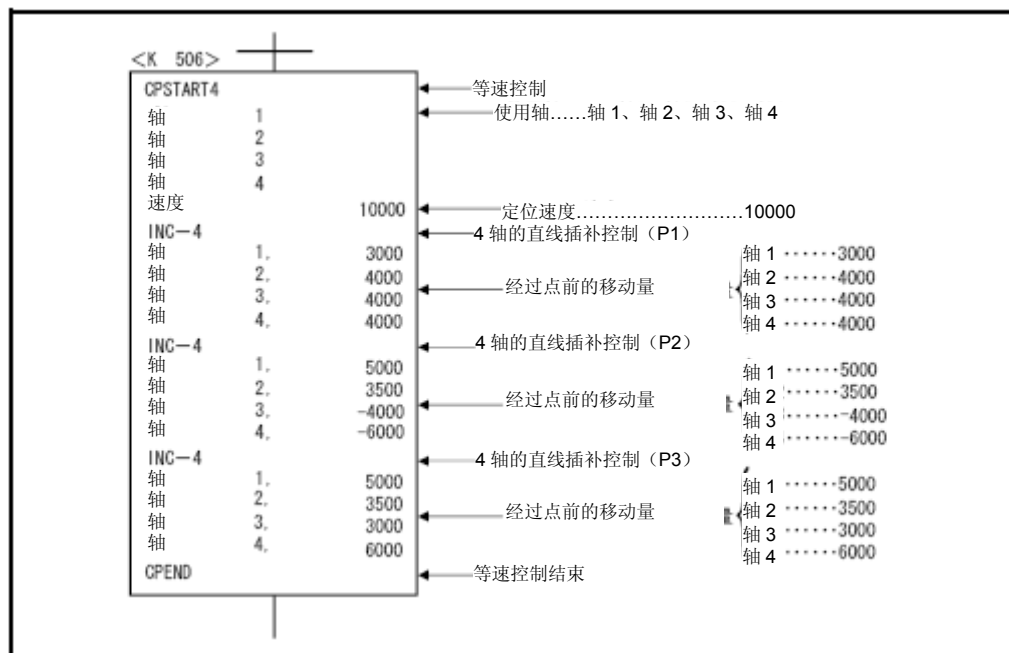 <K 506>
CPSTART4
等速控制
轴 1
使用轴……轴 1、轴 2、轴 3、轴 4
轴 2
轴 3
轴 4
速度 10000
定位速度………………………10000
INC-4
4 轴的直线插补控制（P1）
轴 1, 3000
轴 2, 4000
轴 3, 4000
轴 4, 4000
经过点前的移动量
轴 1 ······3000
轴 2 ······4000
轴 3 ······4000
轴 4 ······4000
INC-4
4 轴的直线插补控制（P2）
轴 1, 5000
轴 2, 3500
轴 3, -4000
轴 4, -6000
经过点前的移动量
轴 1 ······5000
轴 2 ······3500
轴 3 ······-4000
轴 4 ······-6000
INC-4
4 轴的直线插补控制（P3）
轴 1, 5000
轴 2, 3500
轴 3, 3000
轴 4, 6000
经过点前的移动量
轴 1 ······5000
轴 2 ······3500
轴 3 ······3000
轴 4 ······6000
CPEND
等速控制结束